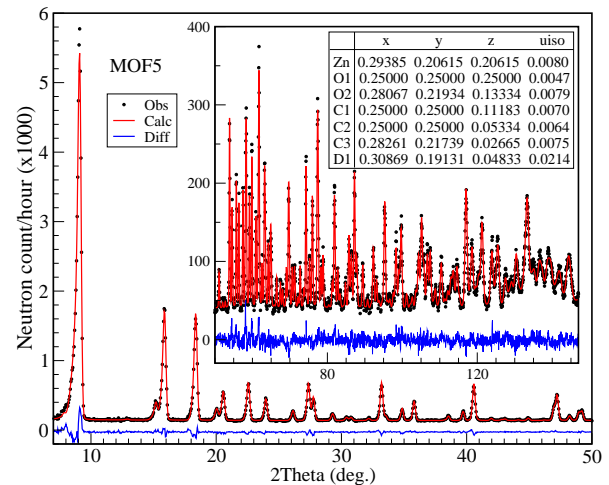 MOF5
Obs
Calc
Diff
x y z uiso
Zn 0.29385 0.20615 0.20615 0.0080
O1 0.25000 0.25000 0.25000 0.0047
O2 0.28067 0.21934 0.13334 0.0079
C1 0.25000 0.25000 0.11183 0.0070
C2 0.25000 0.25000 0.05334 0.0064
C3 0.28261 0.21739 0.02665 0.0075
D1 0.30869 0.19131 0.04833 0.0214
400
300
200
100
0
80 120
6
5
4
3
2
1
0
Neutron count/hour (x1000)
10 20 30 40 50
2Theta (deg.)